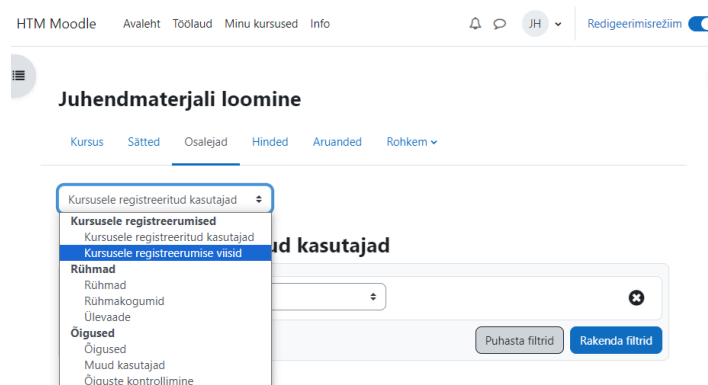 HTM Moodle Avaleht Töölaud Minu kursused Info JH Redigeerimisrežiim
Juhendmaterjali loomine
Kursus Sätted Osalejad Hinded Aruanded Rohkem
Kursusele registreeritud kasutajad
Kursusele registreerumised
Kursusele registreeritud kasutajad
Kursusele registreerumise viisid
ud kasutajad
Rühmad
Rühmad
Rühmakogumid
Ülevaade
Õigused
Õigused
Muud kasutajad
Õiguste kontrollimine
Puhasta filtrid Rakenda filtrid